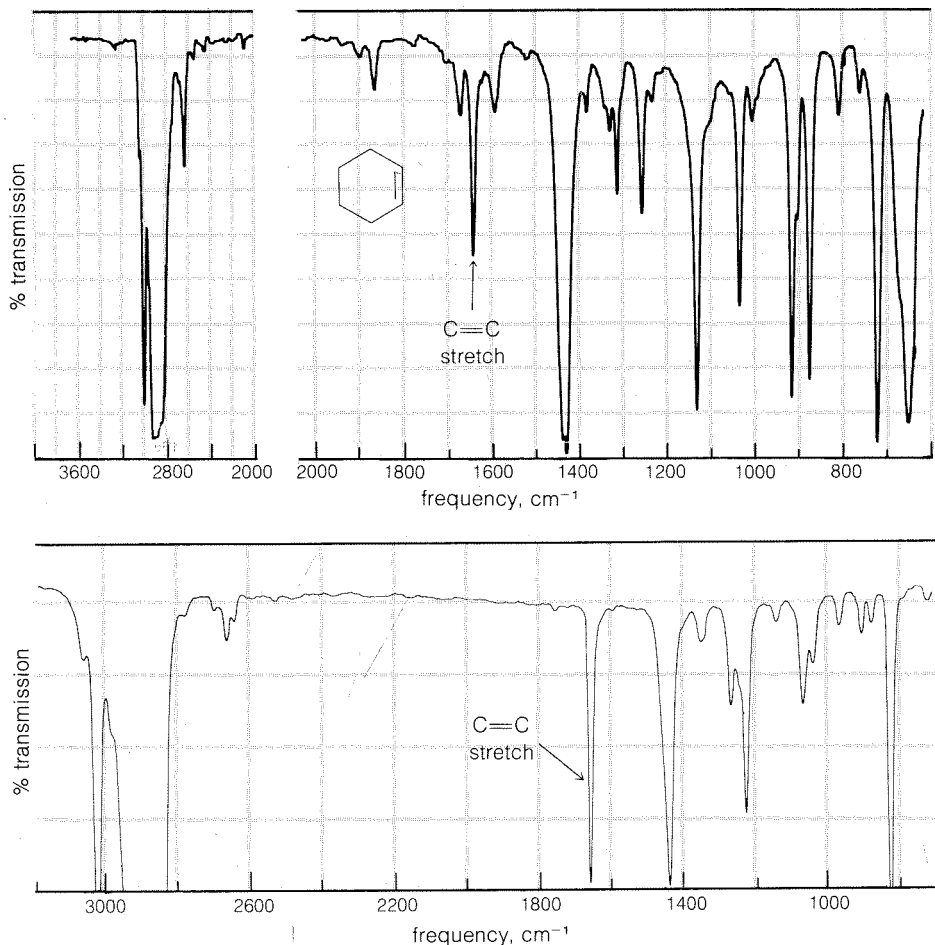 % transmission
C=C
stretch
3600 2800 2000
2000 1800 1600 1400 1200 1000 800
frequency, cm⁻¹
% transmission
C=C
stretch
3000 2600 2200 1800 1400 1000
frequency, cm⁻¹